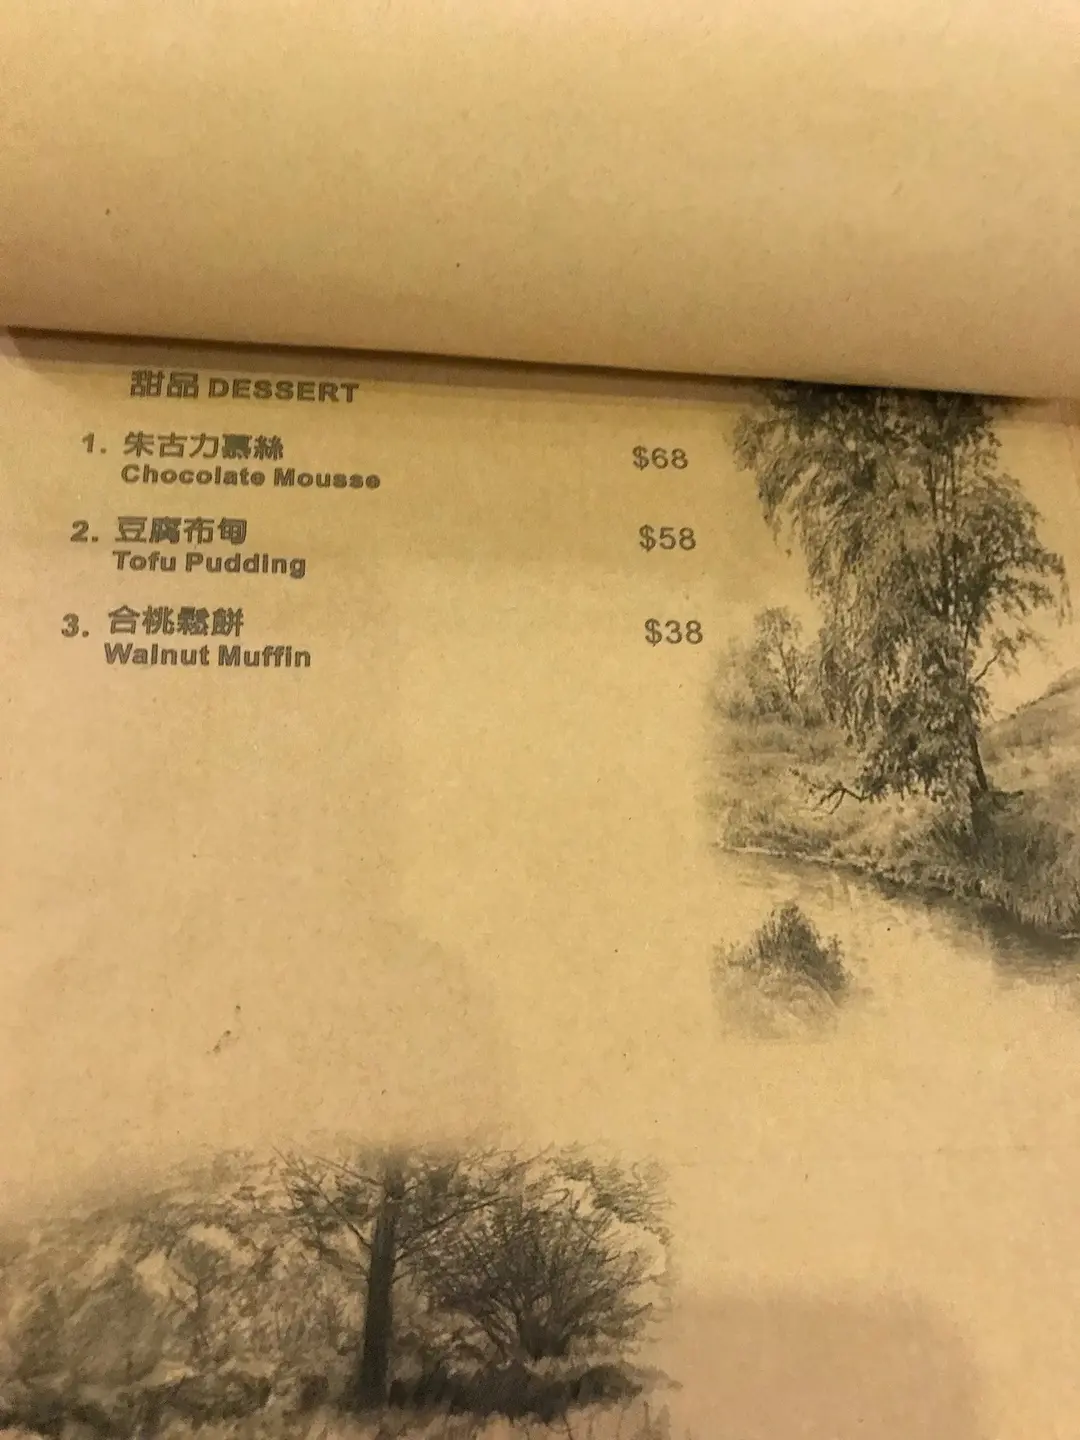 甜品 DESSERT
1. 朱古力慕絲 $68
Chocolate Mousse
2. 豆腐布甸 $58
Tofu Pudding
3. 合桃鬆餅 $38
Walnut Muffin